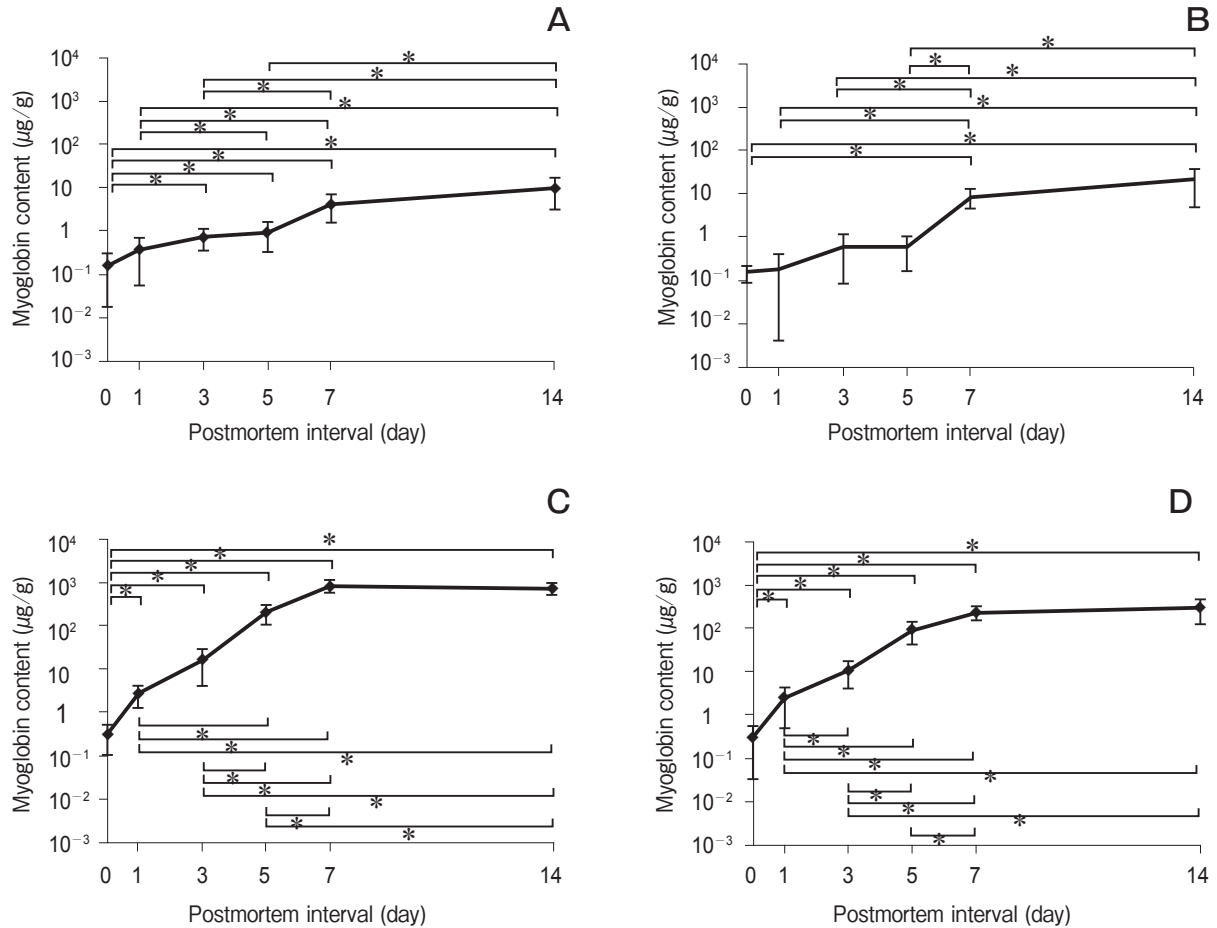 A
10⁴
10³
10²
10
1
10⁻¹
10⁻²
10⁻³
Myoglobin content (μg/g)
* * * * * * * * * *
0 1 3 5 7 14
Postmortem interval (day)
B
10⁴
10³
10²
10
1
10⁻¹
10⁻²
10⁻³
Myoglobin content (μg/g)
* * * * * * * *
0 1 3 5 7 14
Postmortem interval (day)
C
10⁴
10³
10²
10
1
10⁻¹
10⁻²
10⁻³
Myoglobin content (μg/g)
* * * * * * * * * * * * *
0 1 3 5 7 14
Postmortem interval (day)
D
10⁴
10³
10²
10
1
10⁻¹
10⁻²
10⁻³
Myoglobin content (μg/g)
* * * * * * * * * * * * *
0 1 3 5 7 14
Postmortem interval (day)